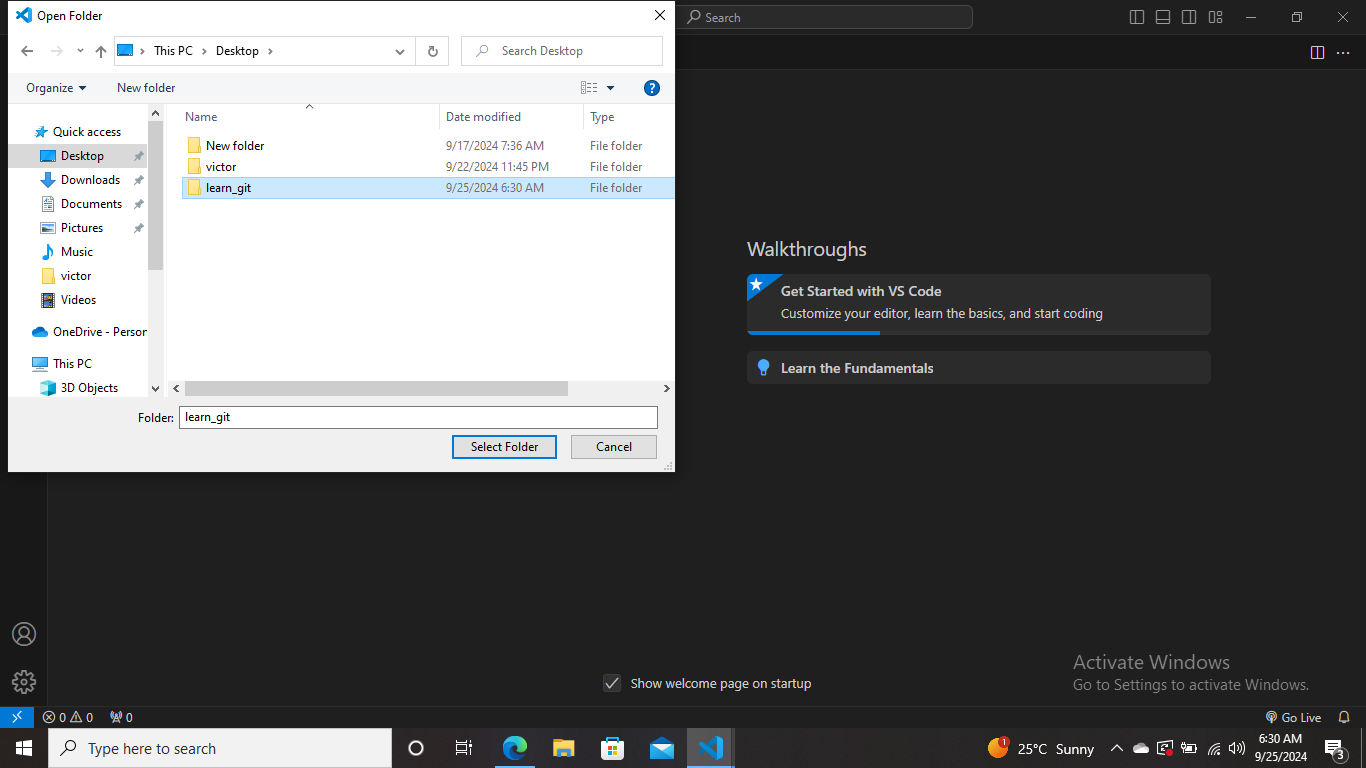 Open Folder
Search
This PC
Desktop
Search Desktop
Organize
New folder
Name
Date modified
Type
Quick access
Desktop
Downloads
Documents
Pictures
Music
victor
Videos
OneDrive - Person
This PC
3D Objects
New folder 9/17/2024 7:36 AM File folder
victor 9/22/2024 11:45 PM File folder
learn_git 9/25/2024 6:30 AM File folder
Folder: learn_git
Select Folder
Cancel
Walkthroughs
Get Started with VS Code
Customize your editor, learn the basics, and start coding
Learn the Fundamentals
Show welcome page on startup
Activate Windows
Go to Settings to activate Windows.
0 0 0
Go Live
Type here to search
1
25°C Sunny
6:30 AM
9/25/2024
3